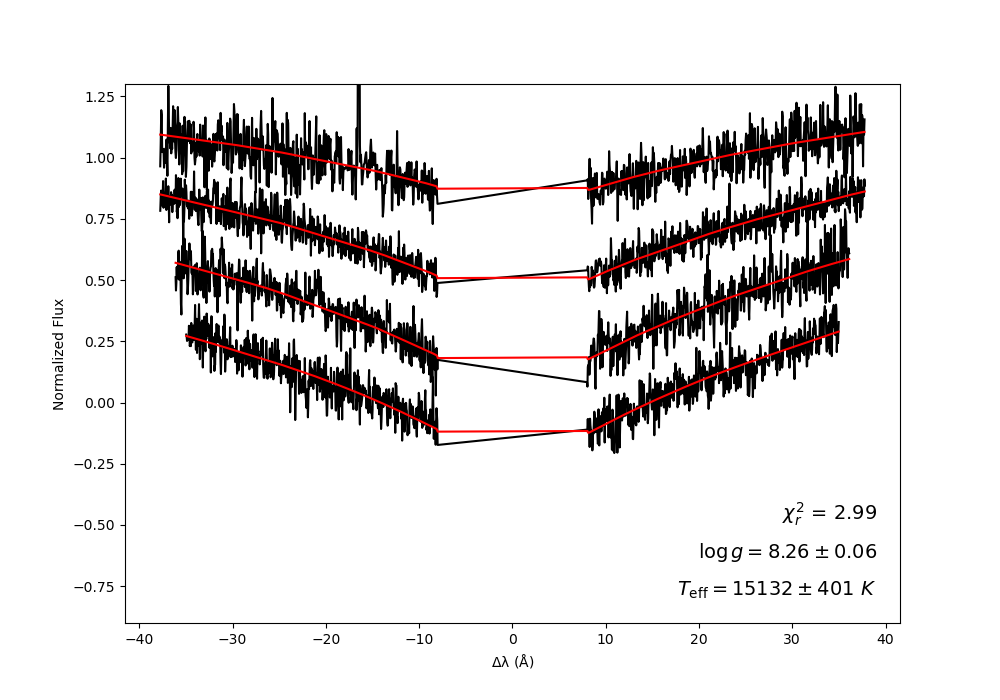 1.25
1.00
0.75
0.50
0.25
0.00
−0.25
−0.50
−0.75
Normalized Flux
χ²ᵣ = 2.99
log g = 8.26 ± 0.06
T_eff = 15132 ± 401 K
−40 −30 −20 −10 0 10 20 30 40
Δλ (Å)